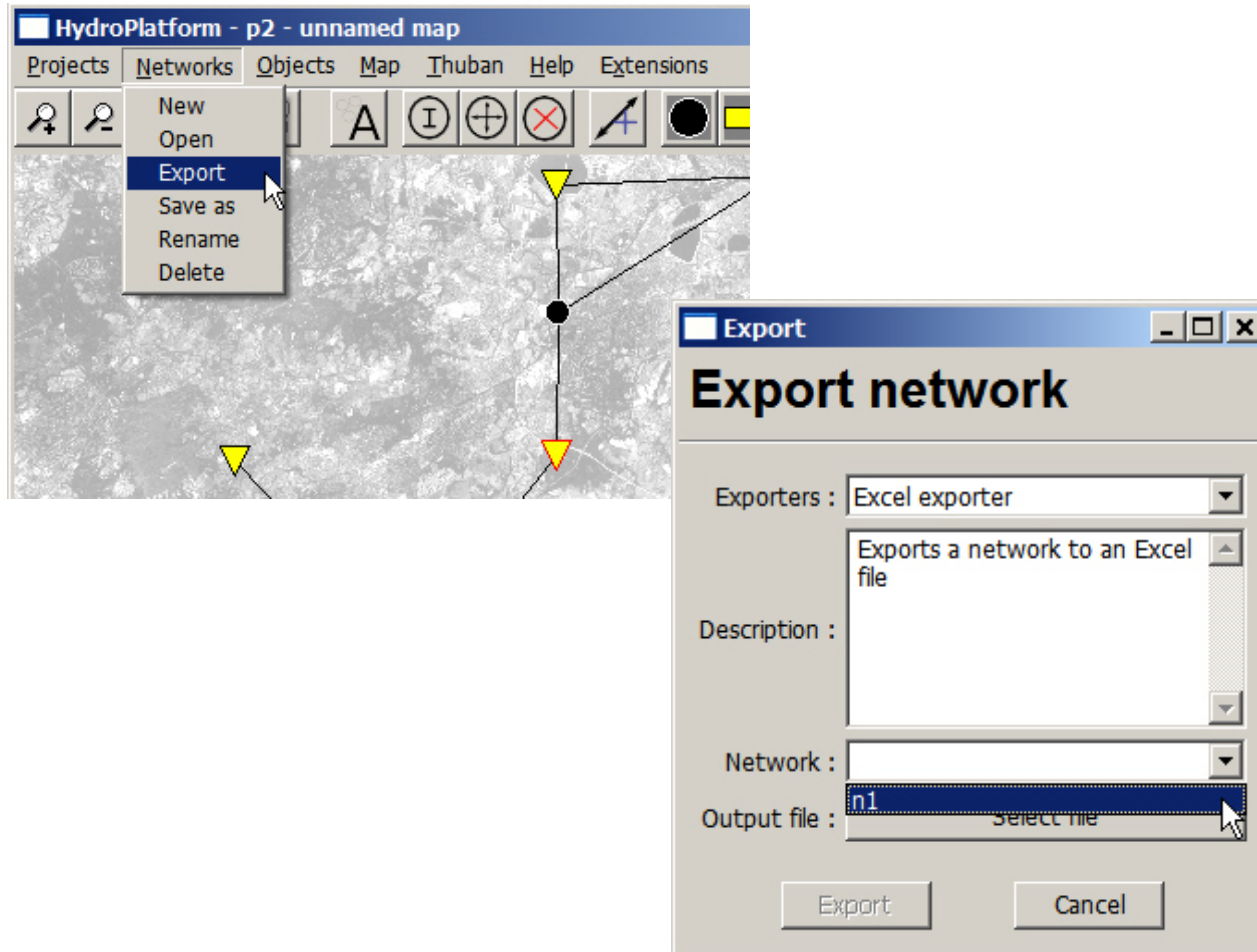 HydroPlatform - p2 - unnamed map
Projects Networks Objects Map Thuban Help Extensions
New
Open
Export
Save as
Rename
Delete
A
I
Export
Export network
Exporters : Excel exporter
Exports a network to an Excel
file
Description :
Network :
n1
Output file : Select file
Export Cancel